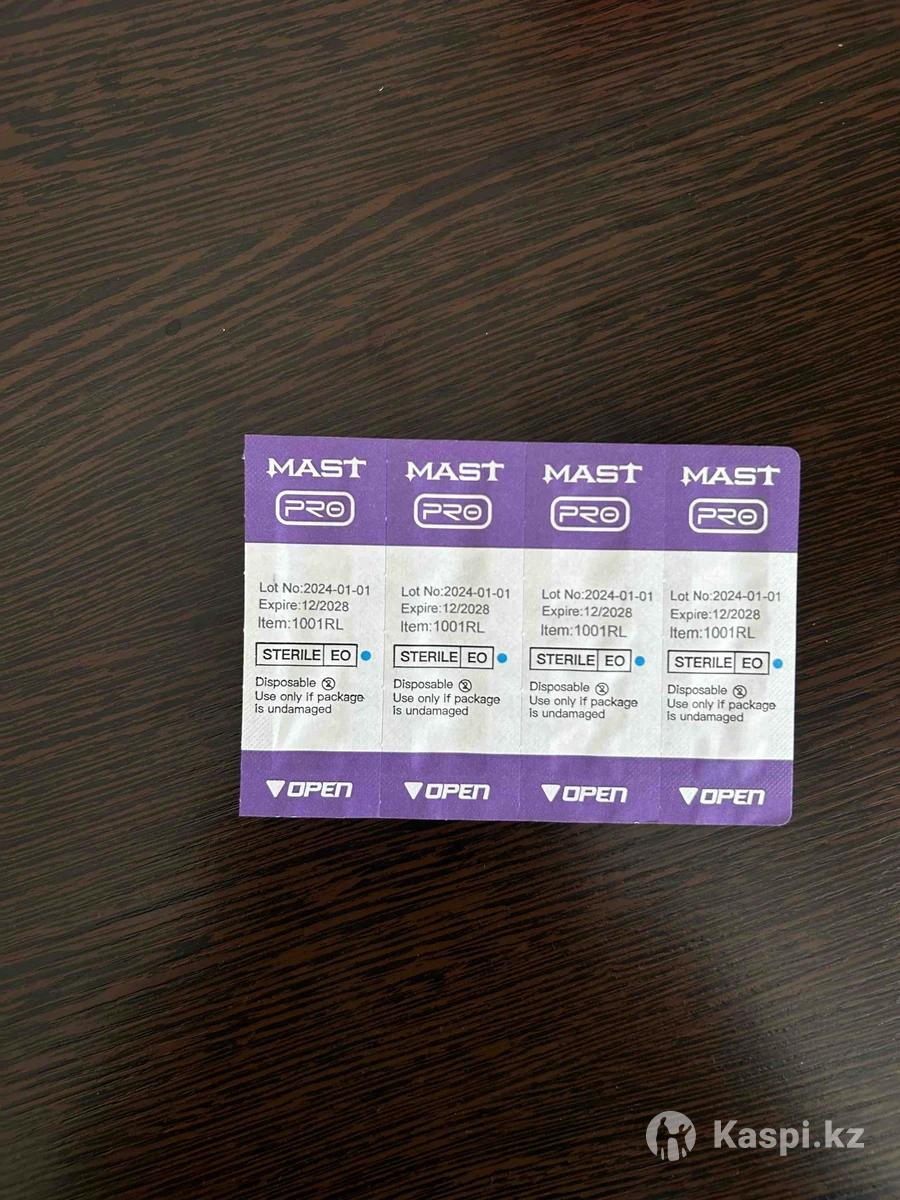 MAST
PRO
Lot No:2024-01-01
Expire:12/2028
Item:1001RL
STERILE EO
Disposable
Use only if package
is undamaged
OPEN
MAST
PRO
Lot No:2024-01-01
Expire:12/2028
Item:1001RL
STERILE EO
Disposable
Use only if package
is undamaged
OPEN
MAST
PRO
Lot No:2024-01-01
Expire:12/2028
Item:1001RL
STERILE EO
Disposable
Use only if package
is undamaged
OPEN
MAST
PRO
Lot No:2024-01-01
Expire:12/2028
Item:1001RL
STERILE EO
Disposable
Use only if package
is undamaged
OPEN
Kaspi.kz